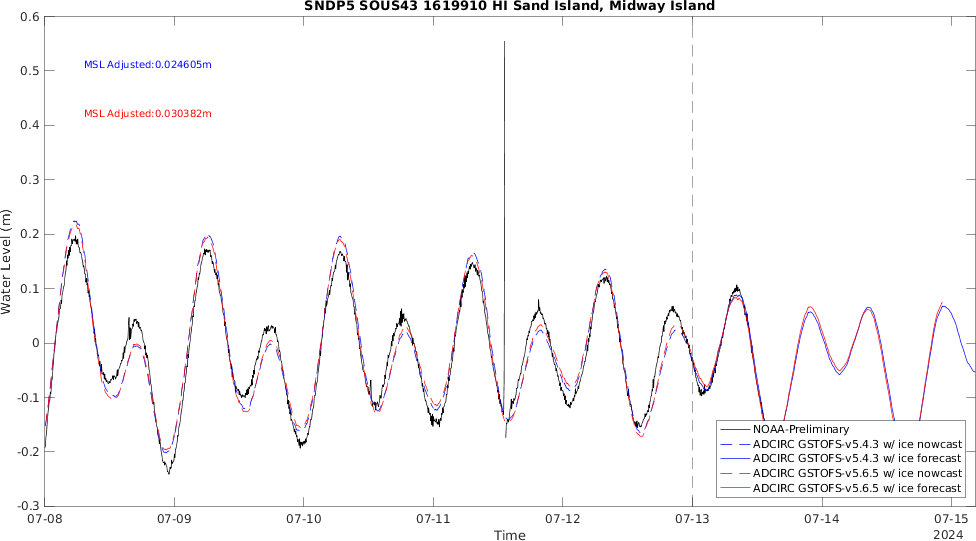 SNDP5 SOUS43 1619910 HI Sand Island, Midway Island
0.6
0.5
0.4
0.3
0.2
0.1
0
-0.1
-0.2
-0.3
Water Level (m)
MSL Adjusted:0.024605m
MSL Adjusted:0.030382m
NOAA-Preliminary
ADCIRC GSTOFS-v5.4.3 w/ ice nowcast
ADCIRC GSTOFS-v5.4.3 w/ ice forecast
ADCIRC GSTOFS-v5.6.5 w/ ice nowcast
ADCIRC GSTOFS-v5.6.5 w/ ice forecast
07-08 07-09 07-10 07-11 07-12 07-13 07-14 07-15
Time
2024